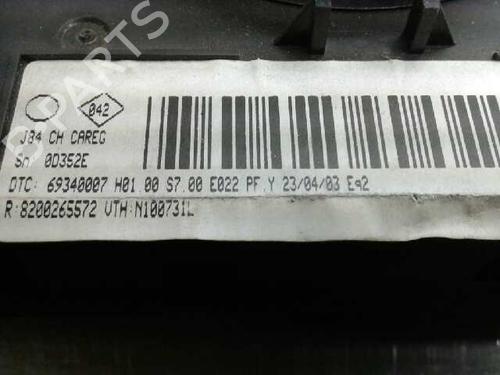 042
J84 CH CAREG
Sn: 0D352E
DTC: 69340007 H01.00 S7.00 E022 PF.Y 23/04/03 Eq2
R:8200265572 VTH:N100731L
B-PARTS